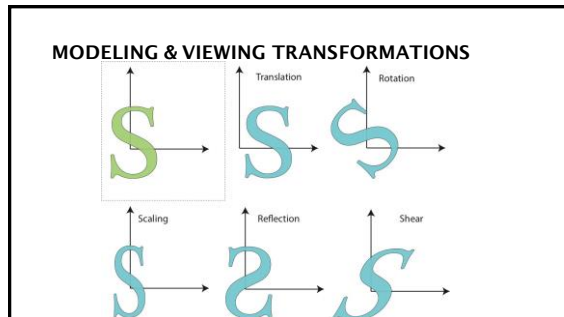 MODELING & VIEWING TRANSFORMATIONS
Translation
Rotation
S
S
S
Scaling
Reflection
Shear
S
S
S